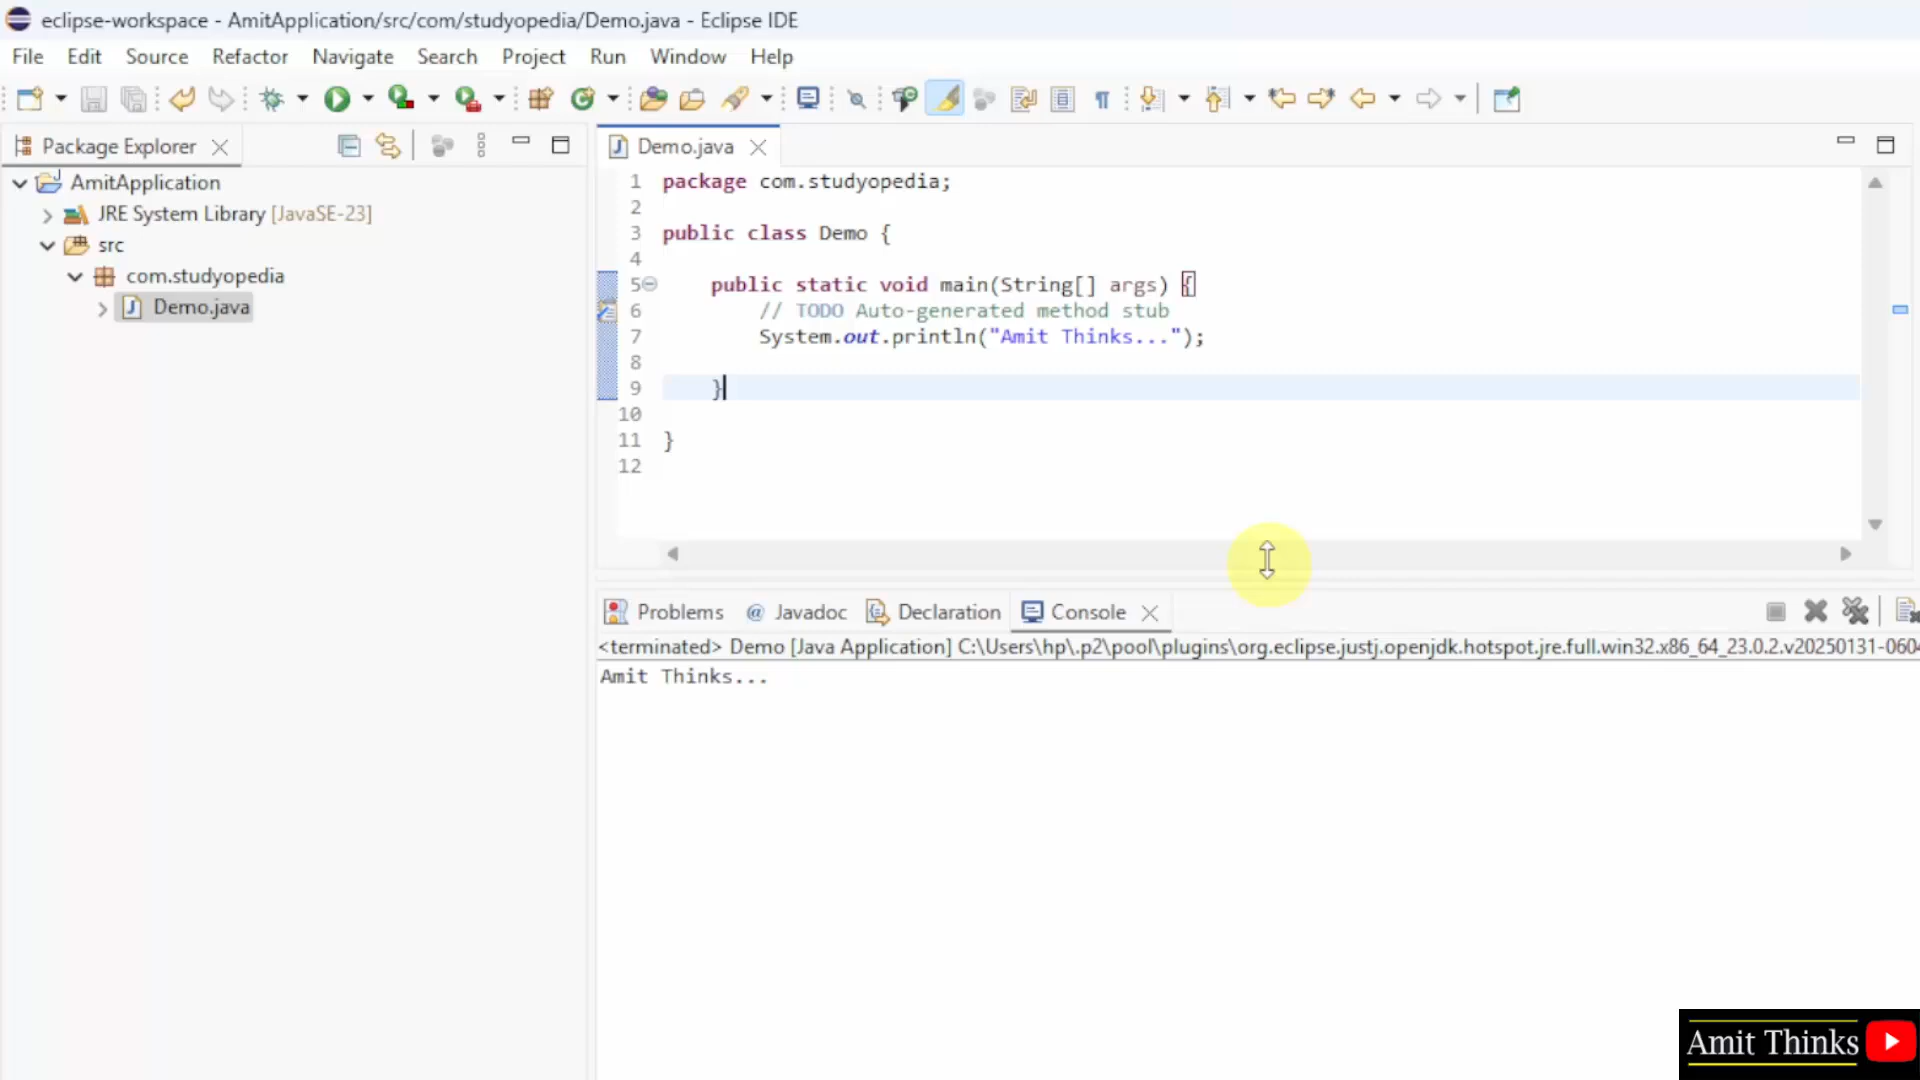 eclipse-workspace - AmitApplication/src/com/studyopedia/Demo.java - Eclipse IDE
File Edit Source Refactor Navigate Search Project Run Window Help
Package Explorer
AmitApplication
JRE System Library [JavaSE-23]
src
com.studyopedia
Demo.java
Demo.java
1 package com.studyopedia;
2
3 public class Demo {
4
5 public static void main(String[] args) {
6 // TODO Auto-generated method stub
7 System.out.println("Amit Thinks...");
8
9 }
10
11 }
12
Problems @ Javadoc Declaration Console
<terminated> Demo [Java Application] C:\Users\hp\.p2\pool\plugins\org.eclipse.justj.openjdk.hotspot.jre.full.win32.x86_64_23.0.2.v20250131-0604
Amit Thinks...
Amit Thinks